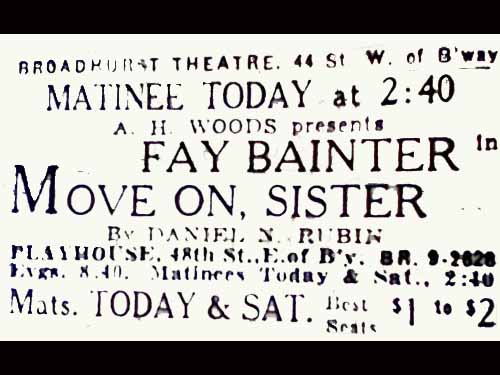 BROADHURST THEATRE. 44 St W. of B'way
MATINEE TODAY at 2:40
A. H. WOODS presents
FAY BAINTER in
MOVE ON, SISTER
By DANIEL N. RUBIN
PLAYHOUSE, 48th St., E. of B'y. BR. 9-2628
Evgs. 8.40. Matinees Today & Sat., 2:40
Mats. TODAY & SAT. Best Seats $1 to $2